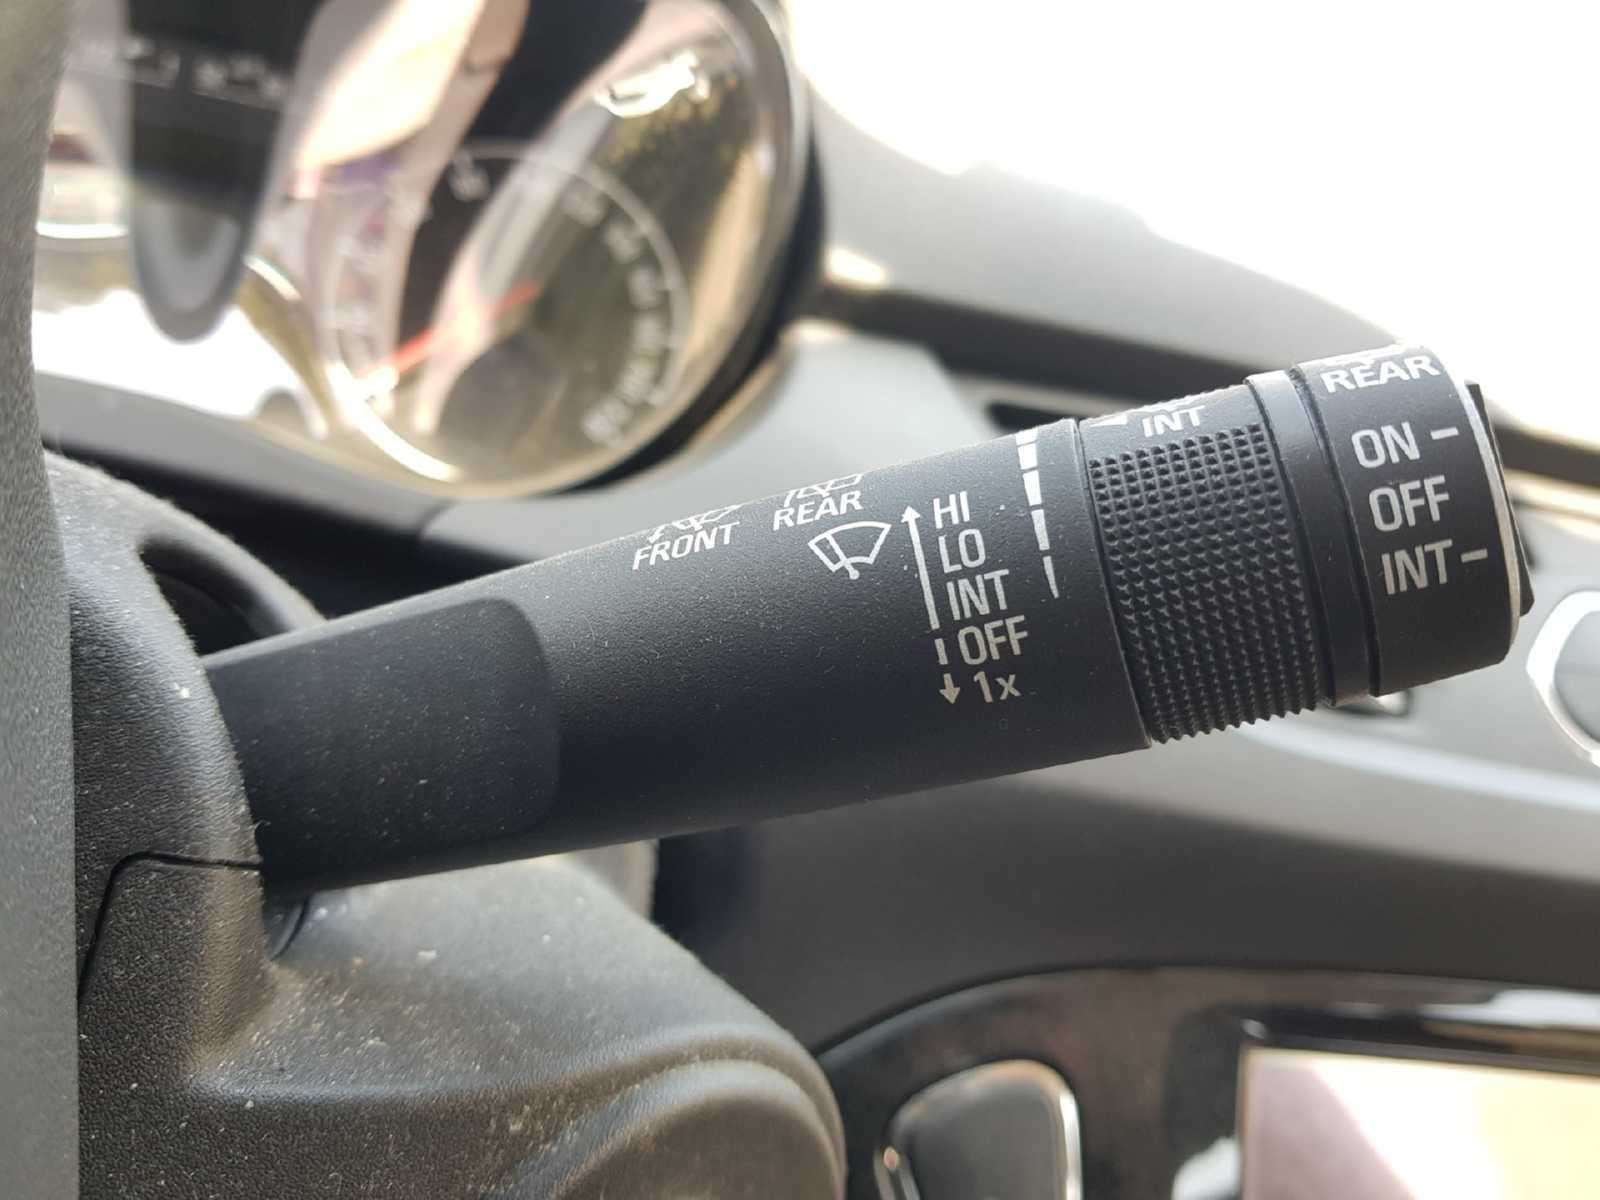 FRONT
REAR
HI
LO
INT
OFF
1x
INT
REAR
ON
OFF
INT